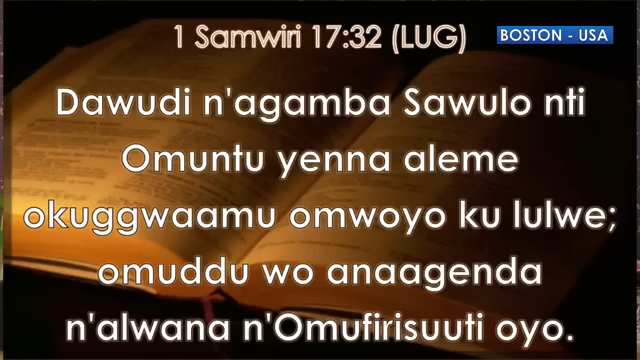 1 Samwiri 17:32 (LUG)
BOSTON - USA
Dawudi n'agamba Sawulo nti
Omuntu yenna aleme
okuggwaamu omwoyo ku lulwe;
omuddu wo anaagenda
n'alwana n'Omufirisuuti oyo.